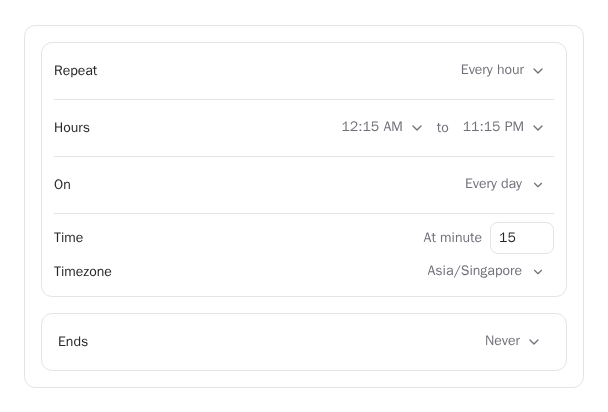 Repeat Every hour
Hours 12:15 AM to 11:15 PM
On Every day
Time At minute 15
Timezone Asia/Singapore
Ends Never